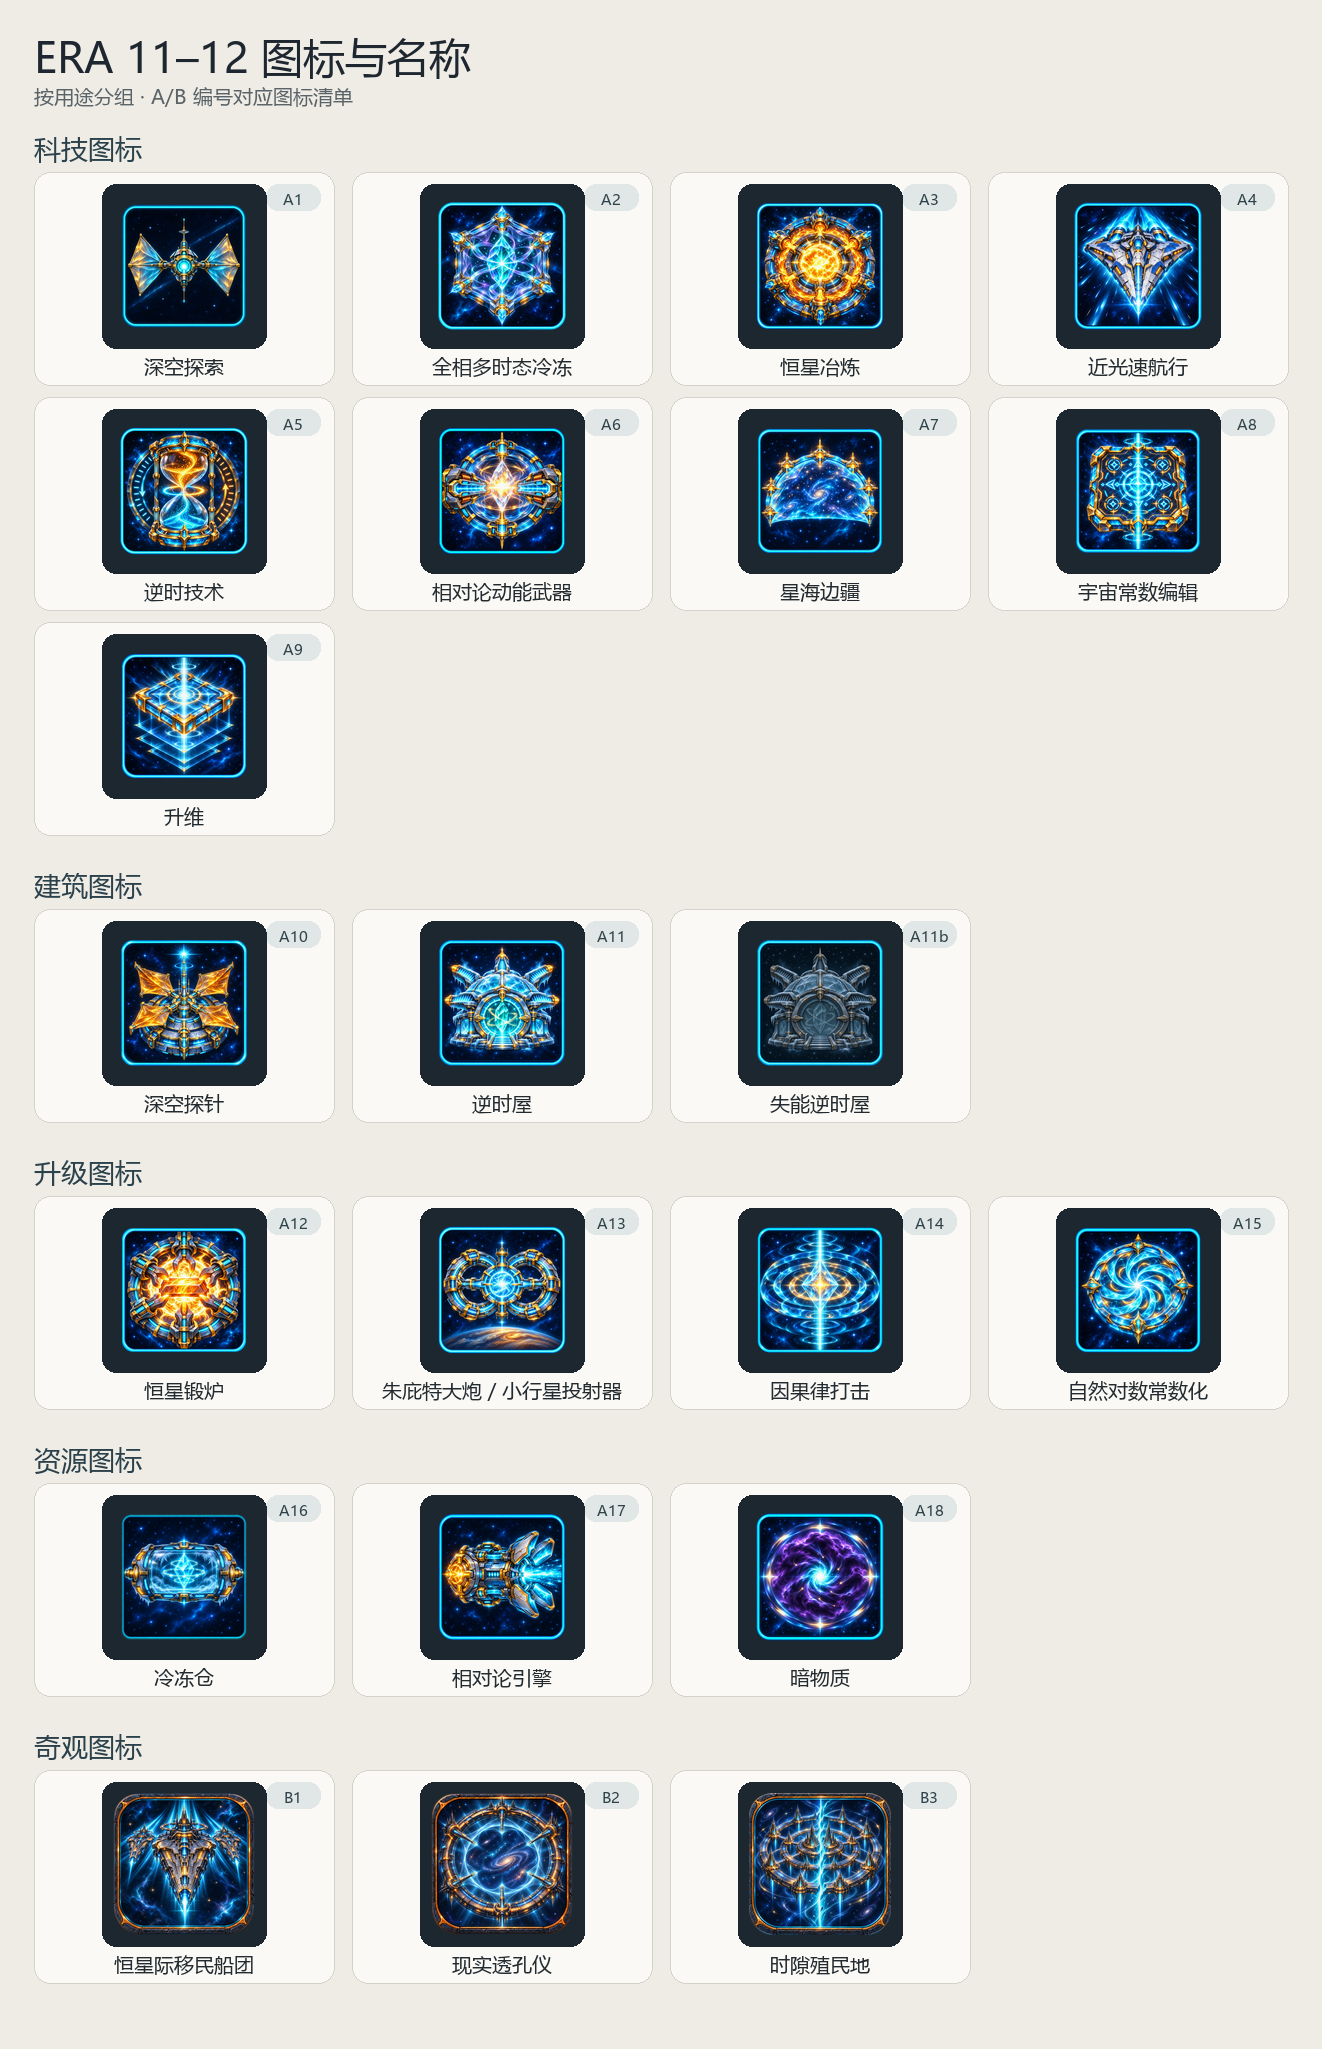 ERA 11–12 图标与名称
按用途分组 · A/B 编号对应图标清单
科技图标
A1
深空探索
A2
全相多时态冷冻
A3
恒星冶炼
A4
近光速航行
A5
逆时技术
A6
相对论动能武器
A7
星海边疆
A8
宇宙常数编辑
A9
升维
建筑图标
A10
深空探针
A11
逆时屋
A11b
失能逆时屋
升级图标
A12
恒星锻炉
A13
朱庇特大炮 / 小行星投射器
A14
因果律打击
A15
自然对数常数化
资源图标
A16
冷冻仓
A17
相对论引擎
A18
暗物质
奇观图标
B1
恒星际移民船团
B2
现实透孔仪
B3
时隙殖民地